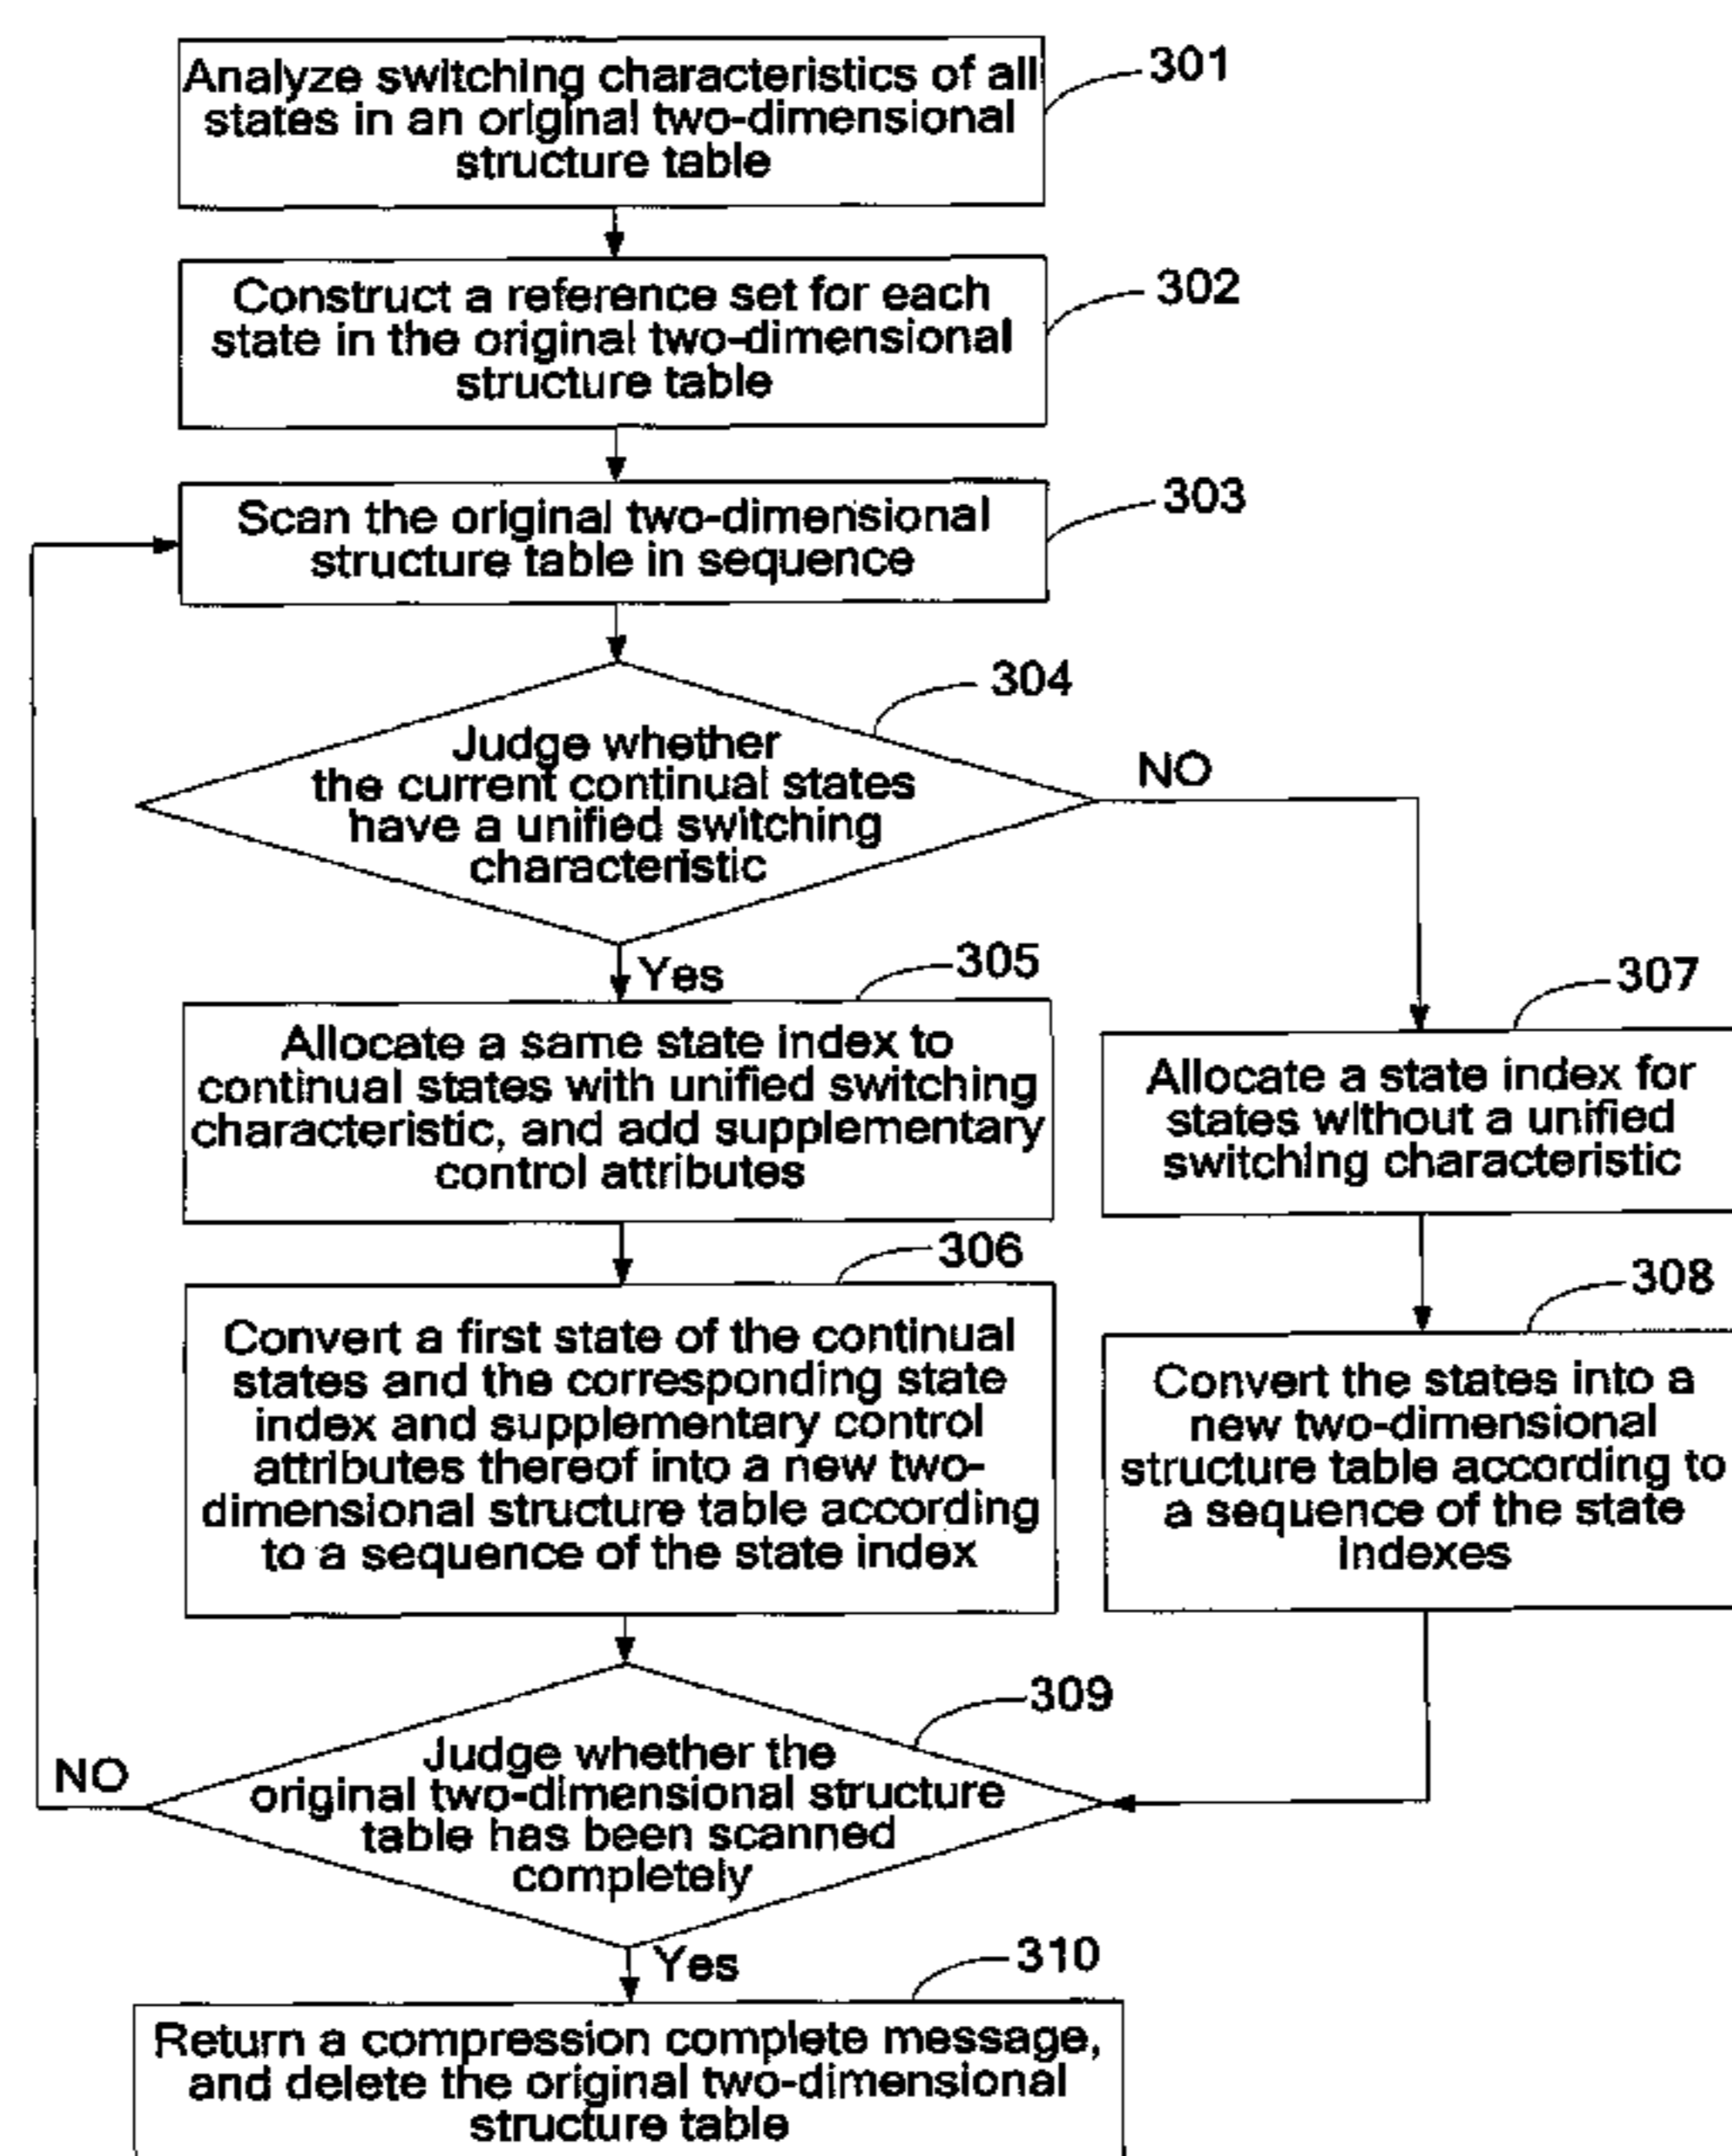 Analyze switching characteristics of all
states in an original two-dimensional
structure table
301
Construct a reference set for each
state in the original two-dimensional
structure table
302
Scan the original two-dimensional
structure table in sequence
303
304
Judge whether
the current continual states
have a unified switching
characteristic
NO
Yes
305
Allocate a same state index to
continual states with unified switching
characteristic, and add supplementary
control attributes
307
Allocate a state index for
states without a unified
switching characteristic
306
Convert a first state of the continual
states and the corresponding state
index and supplementary control
attributes thereof into a new two-
dimensional structure table according
to a sequence of the state index
308
Convert the states into a
new two-dimensional
structure table according to
a sequence of the state
indexes
309
Judge whether the
original two-dimensional structure
table has been scanned
completely
NO
Yes
310
Return a compression complete message,
and delete the original two-dimensional
structure table